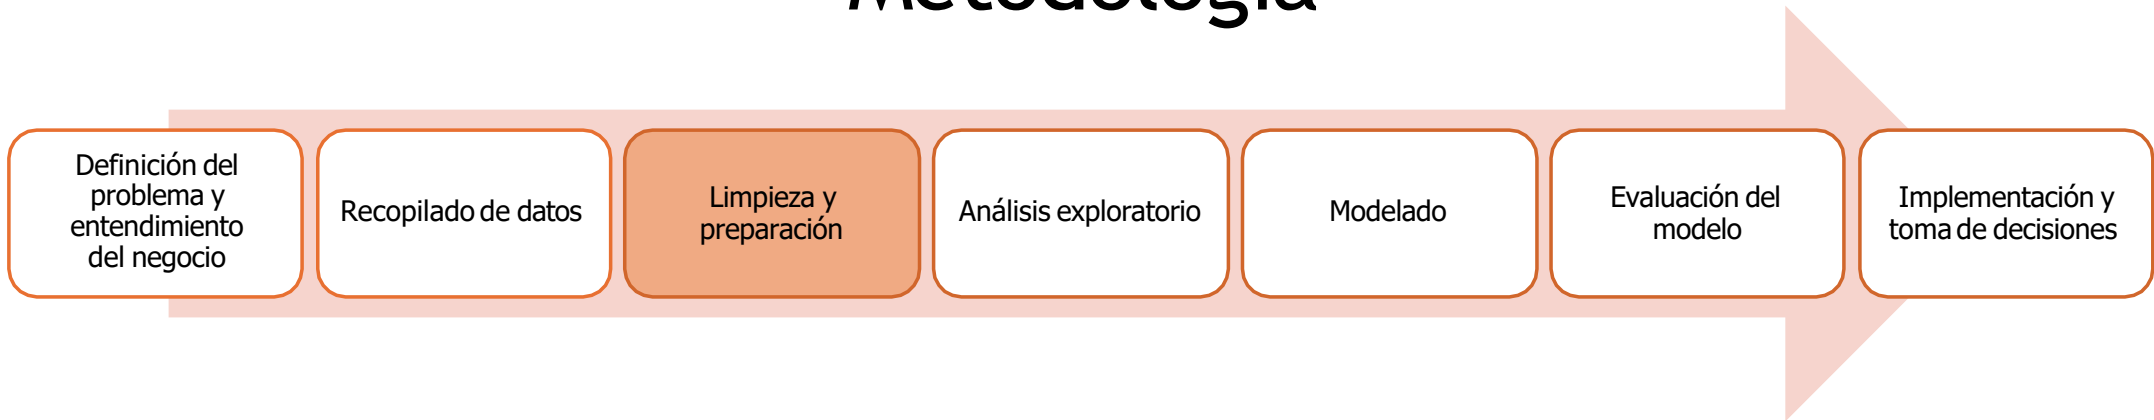 Metodología
Definición del
problema y
entendimiento
del negocio
Recopilado de datos
Limpieza y
preparación
Análisis exploratorio
Modelado
Evaluación del
modelo
Implementación y
toma de decisiones